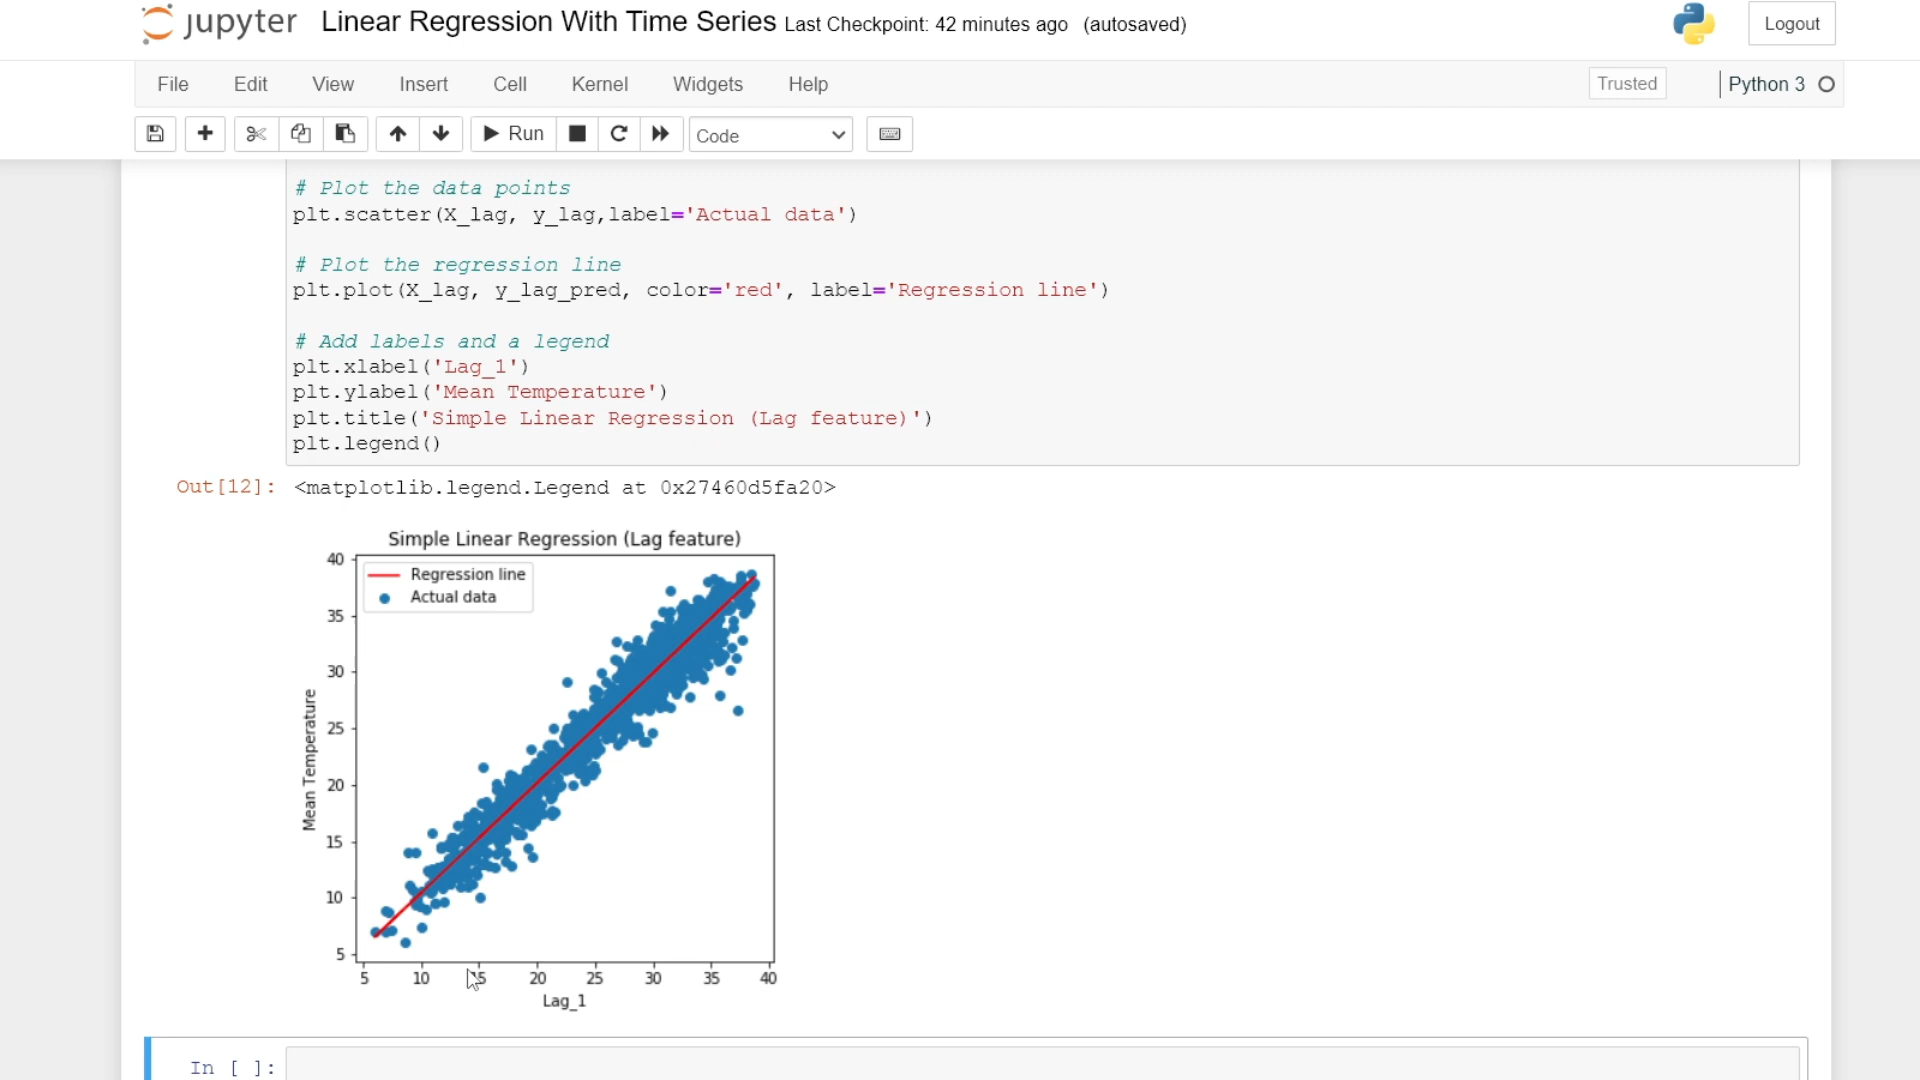 jupyter Linear Regression With Time Series Last Checkpoint: 42 minutes ago (autosaved) Logout
File Edit View Insert Cell Kernel Widgets Help Trusted Python 3
Run Code
# Plot the data points
plt.scatter(X_lag, y_lag,label='Actual data')
# Plot the regression line
plt.plot(X_lag, y_lag_pred, color='red', label='Regression line')
# Add labels and a legend
plt.xlabel('Lag_1')
plt.ylabel('Mean Temperature')
plt.title('Simple Linear Regression (Lag feature)')
plt.legend()
Out[12]: <matplotlib.legend.Legend at 0x27460d5fa20>
Simple Linear Regression (Lag feature)
Regression line
Actual data
Mean Temperature
40
35
30
25
20
15
10
5
5 10 15 20 25 30 35 40
Lag_1
In [ ]: